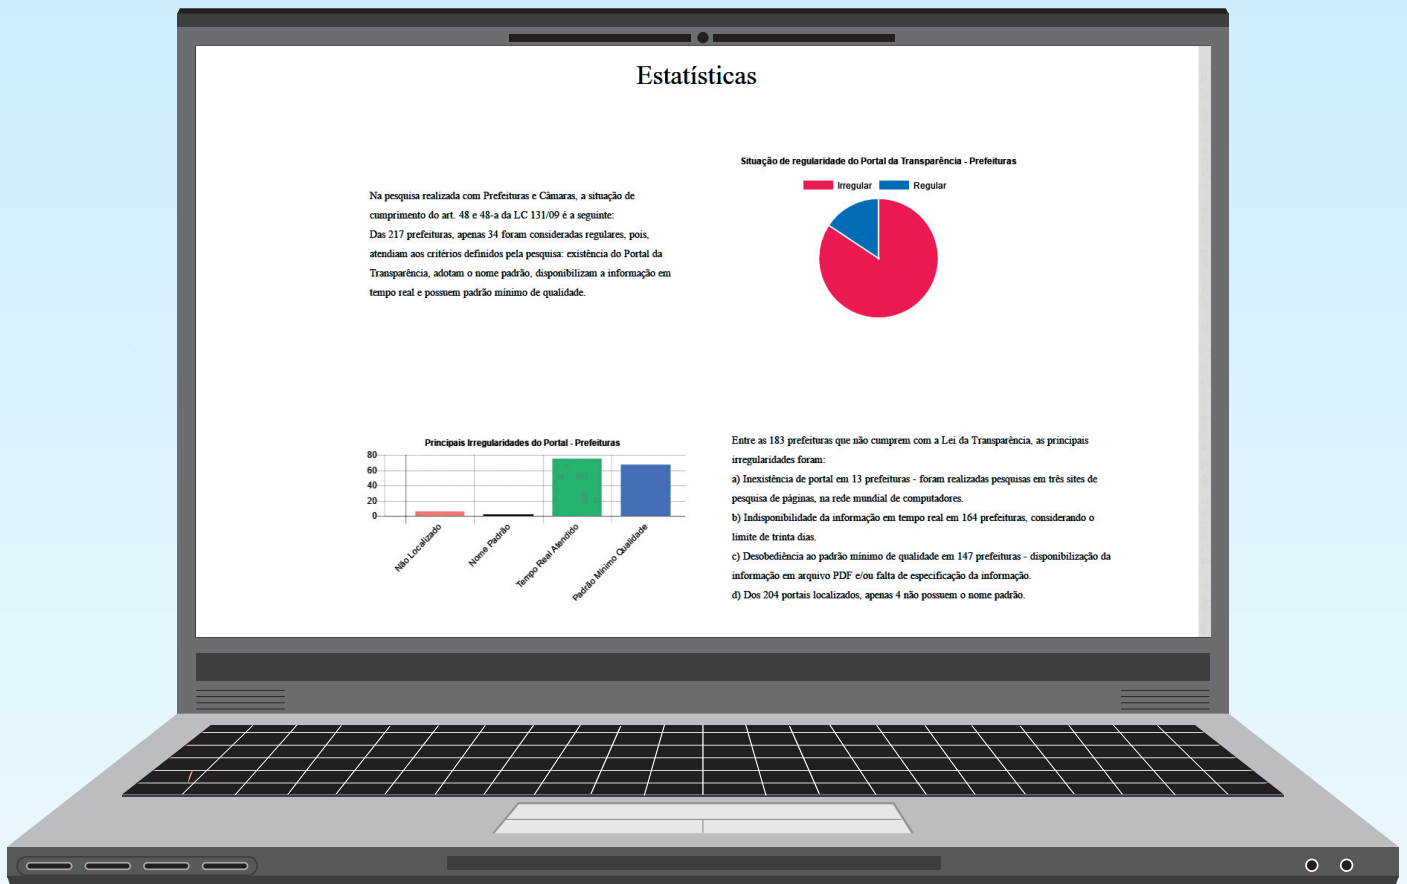 Estatísticas
Na pesquisa realizada com Prefeituras e Câmaras, a situação de
cumprimento do art. 48 e 48-a da LC 131/09 é a seguinte:
Das 217 prefeituras, apenas 34 foram consideradas regulares, pois,
atendiam aos critérios definidos pela pesquisa: existência do Portal da
Transparência, adotam o nome padrão, disponibilizam a informação em
tempo real e possuem padrão mínimo de qualidade.
Situação de regularidade do Portal da Transparência - Prefeituras
Irregular Regular
Principais Irregularidades do Portal - Prefeituras
80
60
40
20
0
Não Localizado
Nome Padrão
Tempo Real Atendido
Padrão Mínimo Qualidade
Entre as 183 prefeituras que não cumprem com a Lei da Transparência, as principais
irregularidades foram:
a) Inexistência de portal em 13 prefeituras - foram realizadas pesquisas em três sites de
pesquisa de páginas, na rede mundial de computadores.
b) Indisponibilidade da informação em tempo real em 164 prefeituras, considerando o
limite de trinta dias.
c) Desobediência ao padrão mínimo de qualidade em 147 prefeituras - disponibilização da
informação em arquivo PDF e/ou falta de especificação da informação.
d) Dos 204 portais localizados, apenas 4 não possuem o nome padrão.